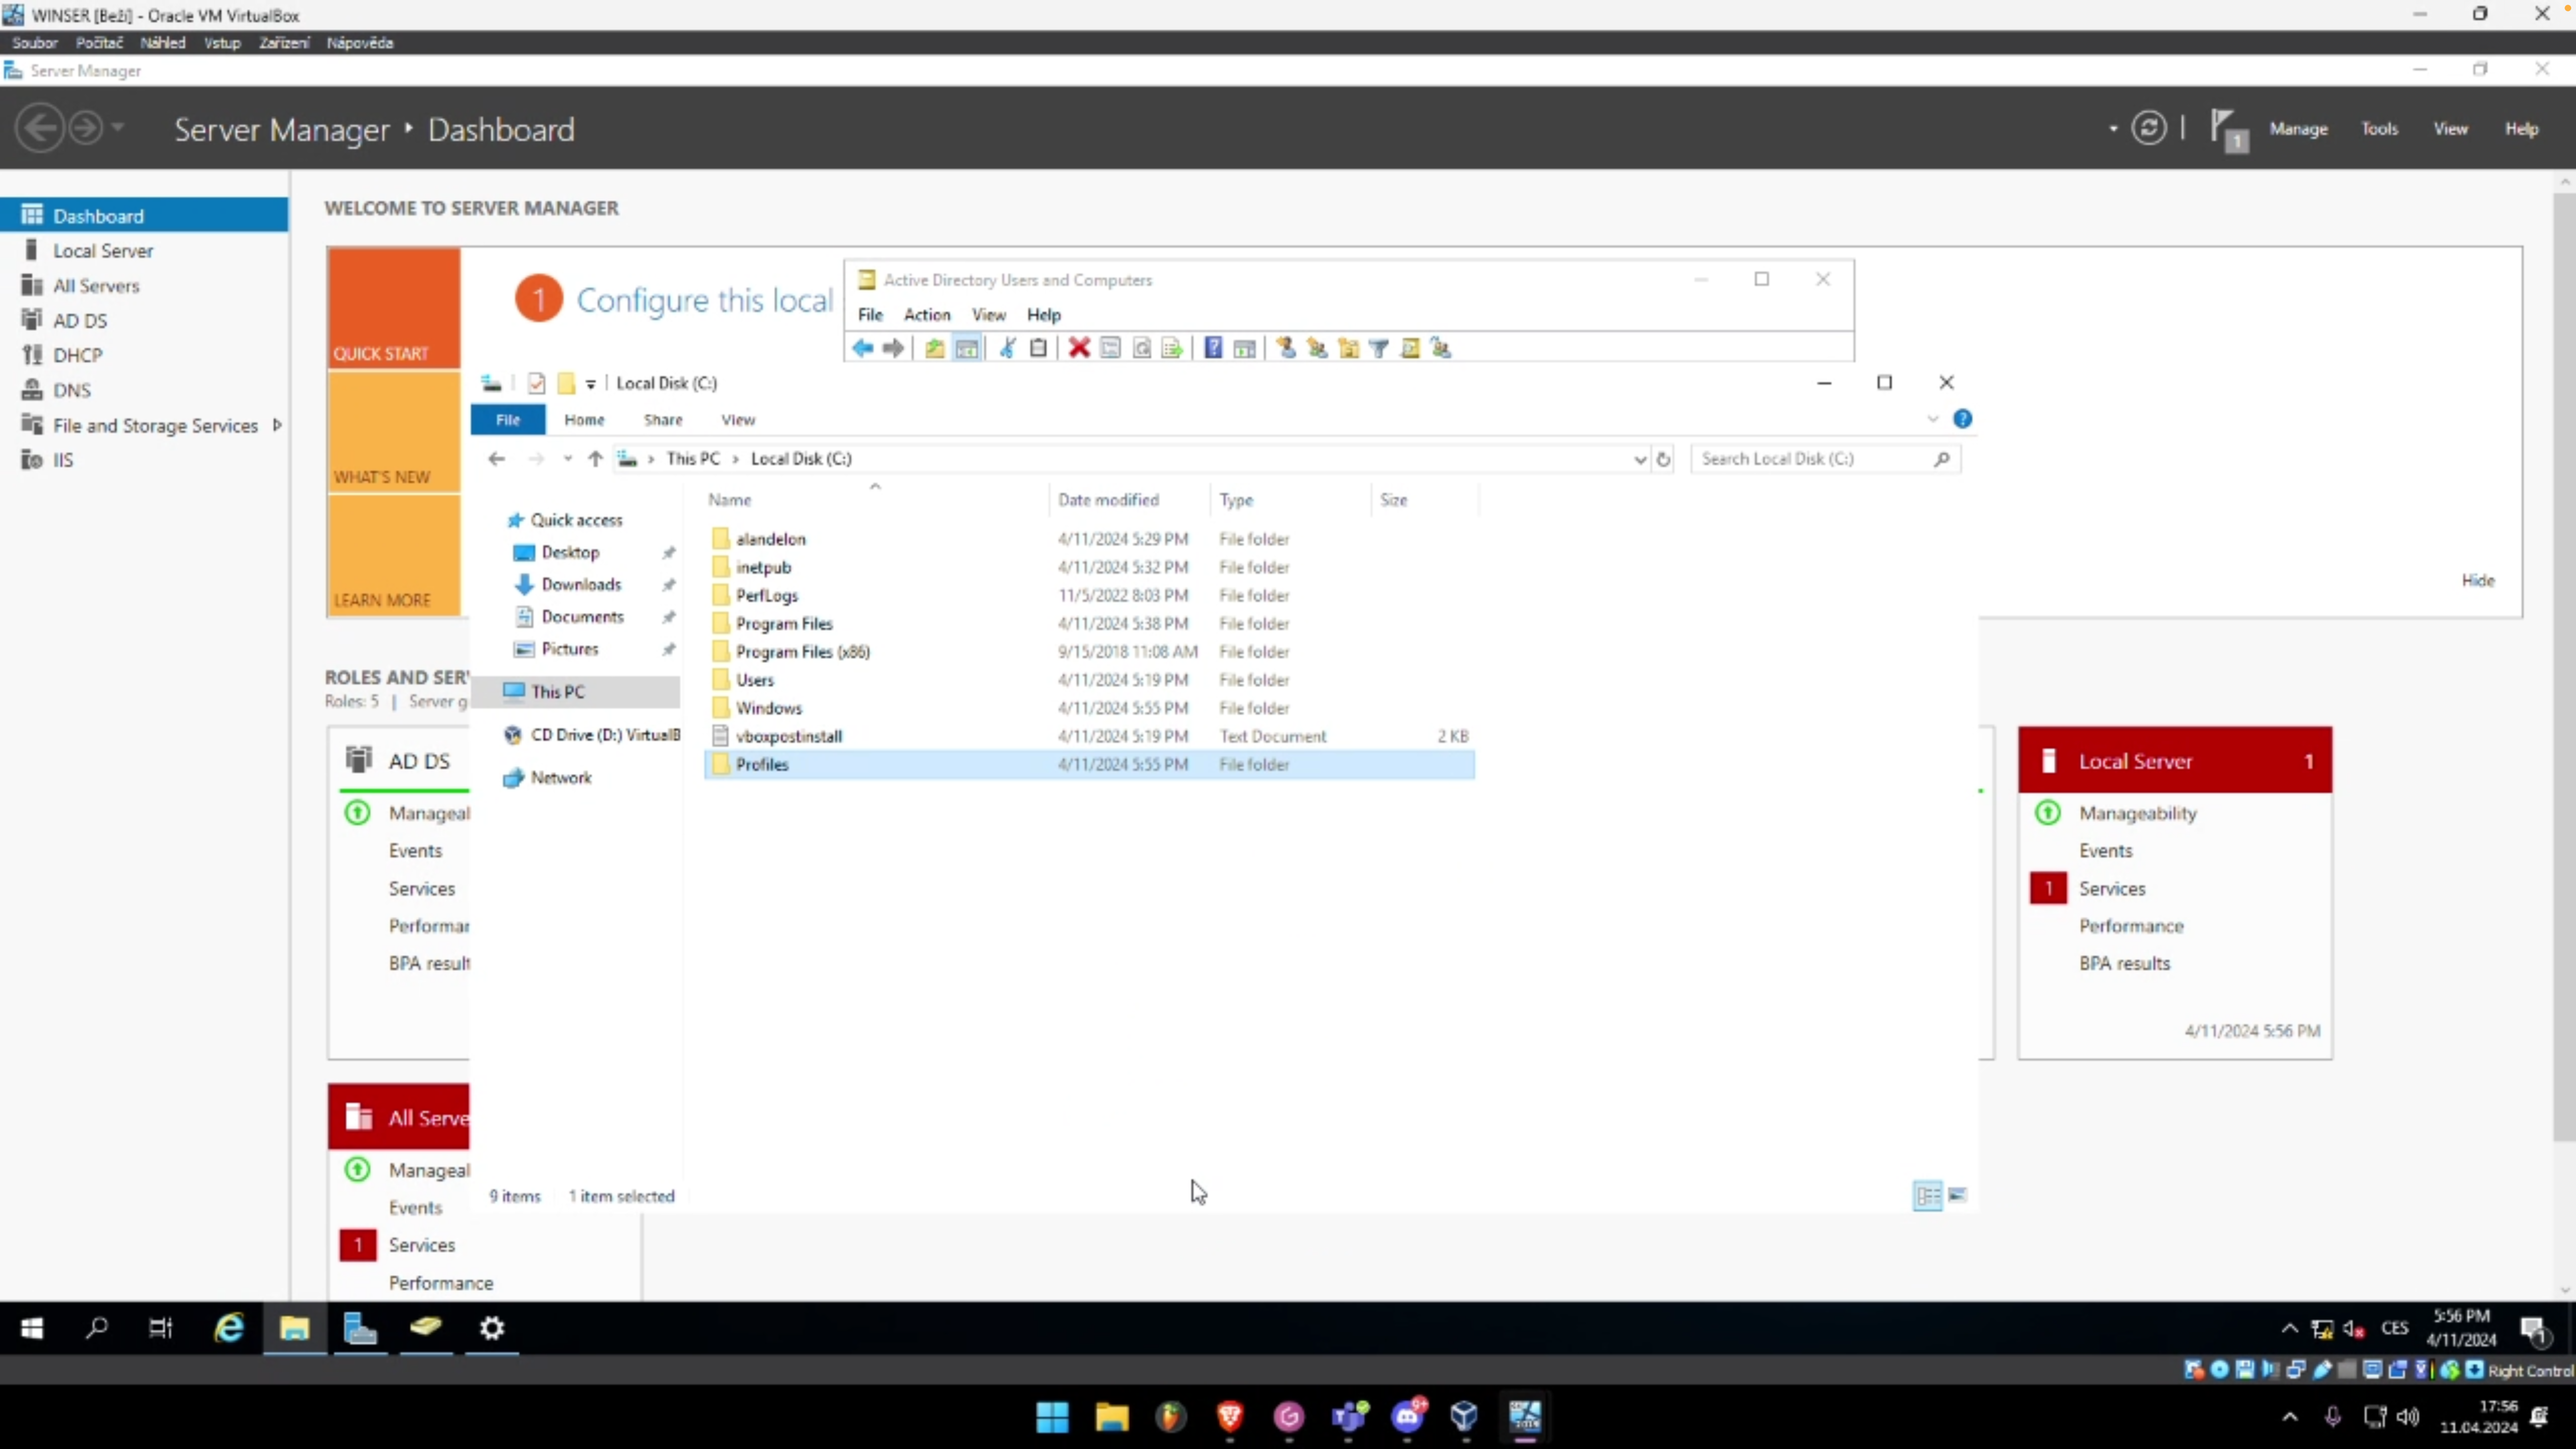 WINSER [Beží] - Oracle VM VirtualBox
Soubor Počítač Náhled Vstup Zařízení Nápověda
Server Manager
Server Manager Dashboard
1 Manage Tools View Help
Dashboard
Local Server
All Servers
AD DS
DHCP
DNS
File and Storage Services
IIS
WELCOME TO SERVER MANAGER
QUICK START
WHAT'S NEW
LEARN MORE
1 Configure this local
Hide
Active Directory Users and Computers
File Action View Help
Local Disk (C:)
File Home Share View
This PC > Local Disk (C:)
Search Local Disk (C:)
Quick access
Desktop
Downloads
Documents
Pictures
This PC
CD Drive (D:) VirtualB
Network
Name Date modified Type Size
alandelon 4/11/2024 5:29 PM File folder
inetpub 4/11/2024 5:32 PM File folder
PerfLogs 11/5/2022 8:03 PM File folder
Program Files 4/11/2024 5:38 PM File folder
Program Files (x86) 9/15/2018 11:08 AM File folder
Users 4/11/2024 5:19 PM File folder
Windows 4/11/2024 5:55 PM File folder
vboxpostinstall 4/11/2024 5:19 PM Text Document 2 KB
Profiles 4/11/2024 5:55 PM File folder
9 items 1 item selected
ROLES AND SER
Roles: 5 | Server g
AD DS
Manageal
Events
Services
Performar
BPA result
Local Server 1
Manageability
Events
1 Services
Performance
BPA results
4/11/2024 5:56 PM
All Serve
Manageal
Events
1 Services
Performance
CES
5:56 PM
4/11/2024
1
Right Control
9+
17:56
11.04.2024